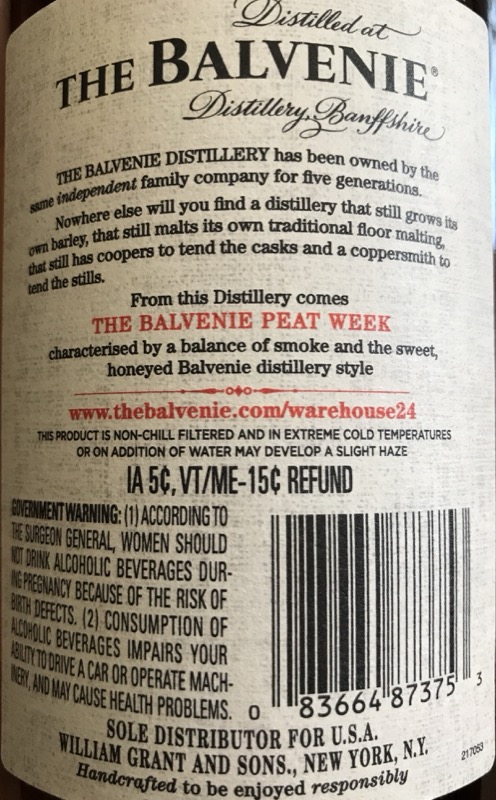 Distilled at
THE BALVENIE®
Distillery, Banffshire
THE BALVENIE DISTILLERY has been owned by the
same independent family company for five generations.
Nowhere else will you find a distillery that still grows its
own barley, that still malts its own traditional floor malting,
that still has coopers to tend the casks and a coppersmith to
tend the stills.
From this Distillery comes
THE BALVENIE PEAT WEEK
characterised by a balance of smoke and the sweet,
honeyed Balvenie distillery style
www.thebalvenie.com/warehouse24
THIS PRODUCT IS NON-CHILL FILTERED AND IN EXTREME COLD TEMPERATURES
OR ON ADDITION OF WATER MAY DEVELOP A SLIGHT HAZE
IA 5¢, VT/ME-15¢ REFUND
GOVERNMENT WARNING: (1) ACCORDING TO
THE SURGEON GENERAL, WOMEN SHOULD
NOT DRINK ALCOHOLIC BEVERAGES DUR-
ING PREGNANCY BECAUSE OF THE RISK OF
BIRTH DEFECTS. (2) CONSUMPTION OF
ALCOHOLIC BEVERAGES IMPAIRS YOUR
ABILITY TO DRIVE A CAR OR OPERATE MACH-
INERY, AND MAY CAUSE HEALTH PROBLEMS.
0 83664 87375 3
SOLE DISTRIBUTOR FOR U.S.A.
WILLIAM GRANT AND SONS., NEW YORK, N.Y.
217053
Handcrafted to be enjoyed responsibly